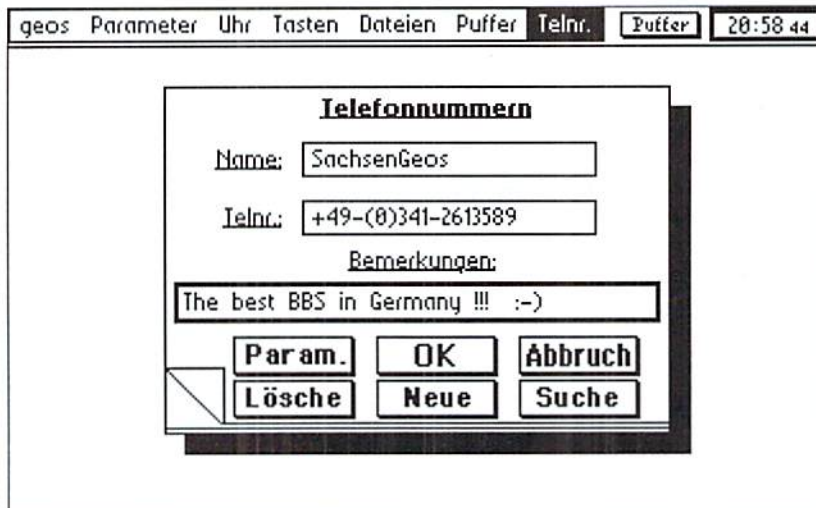 geos Parameter Uhr Tasten Dateien Puffer Telnr. Puffer 20:58 44
Telefonnummern
Name: SachsenGeos
Telnr.: +49-(0)341-2613589
Bemerkungen:
The best BBS in Germany !!! :-)
Param. OK Abbruch
Lösche Neue Suche